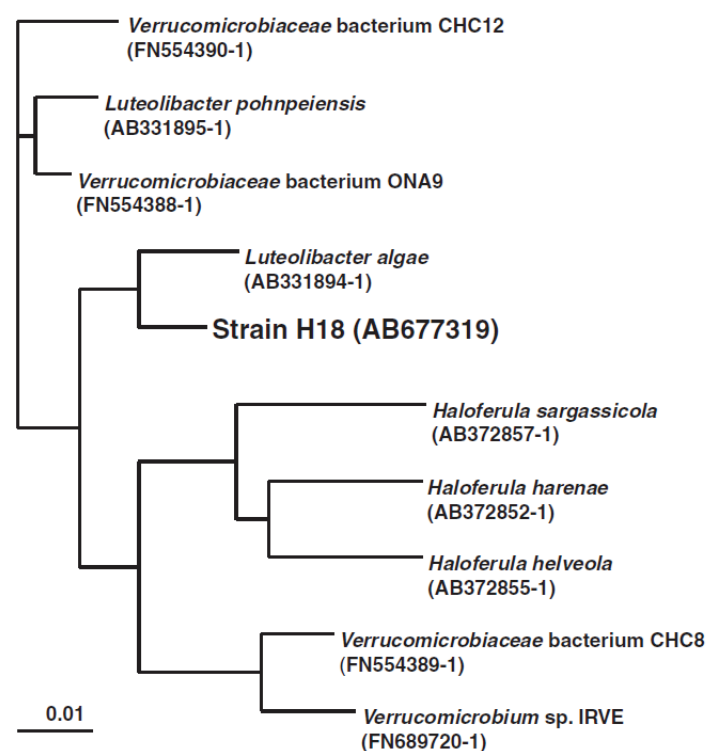 Verrucomicrobiaceae bacterium CHC12
(FN554390-1)
Luteolibacter pohnpeiensis
(AB331895-1)
Verrucomicrobiaceae bacterium ONA9
(FN554388-1)
Luteolibacter algae
(AB331894-1)
Strain H18 (AB677319)
Haloferula sargassicola
(AB372857-1)
Haloferula harenae
(AB372852-1)
Haloferula helveola
(AB372855-1)
Verrucomicrobiaceae bacterium CHC8
(FN554389-1)
0.01
Verrucomicrobium sp. IRVE
(FN689720-1)